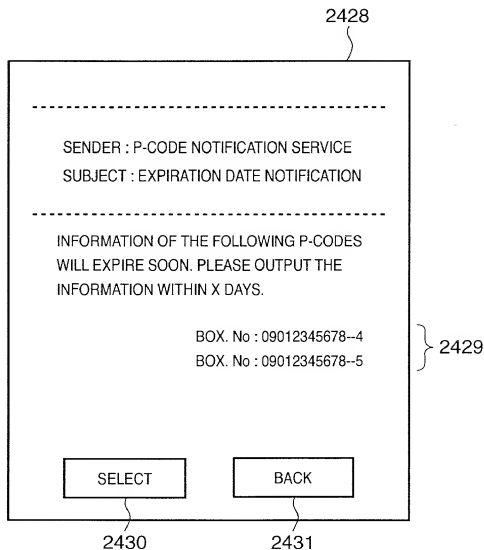 2428
SENDER : P-CODE NOTIFICATION SERVICE
SUBJECT : EXPIRATION DATE NOTIFICATION
INFORMATION OF THE FOLLOWING P-CODES
WILL EXPIRE SOON. PLEASE OUTPUT THE
INFORMATION WITHIN X DAYS.
BOX. No : 09012345678--4
BOX. No : 09012345678--5
2429
SELECT
BACK
2430
2431